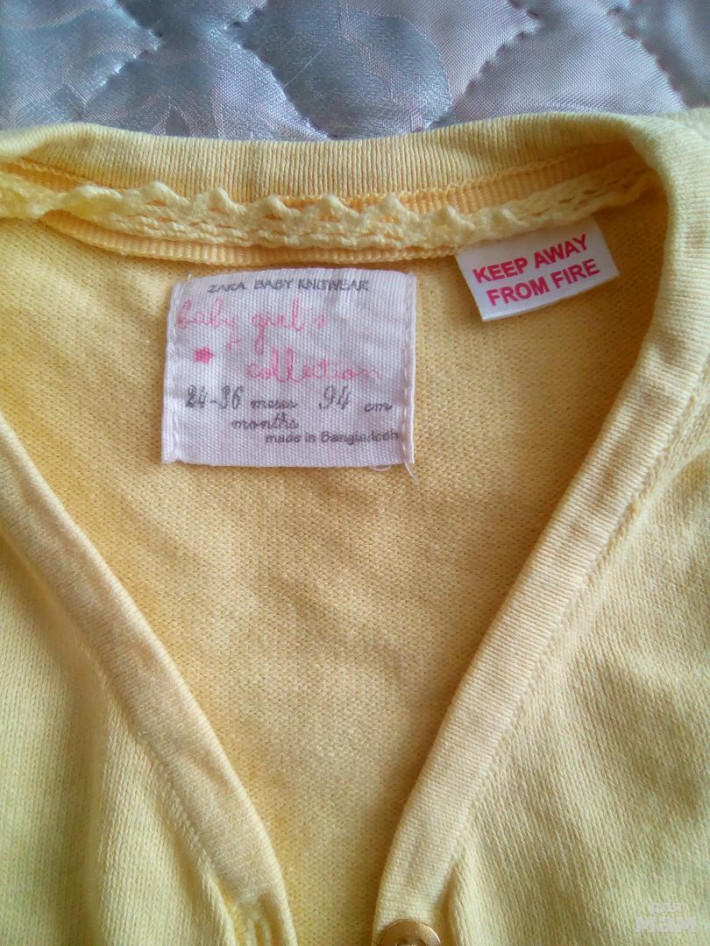 ZARA BABY KNITWEAR
baby girl's
collection
24-36 meses 94 cm
months
made in Bangladesh
KEEP AWAY
FROM FIRE